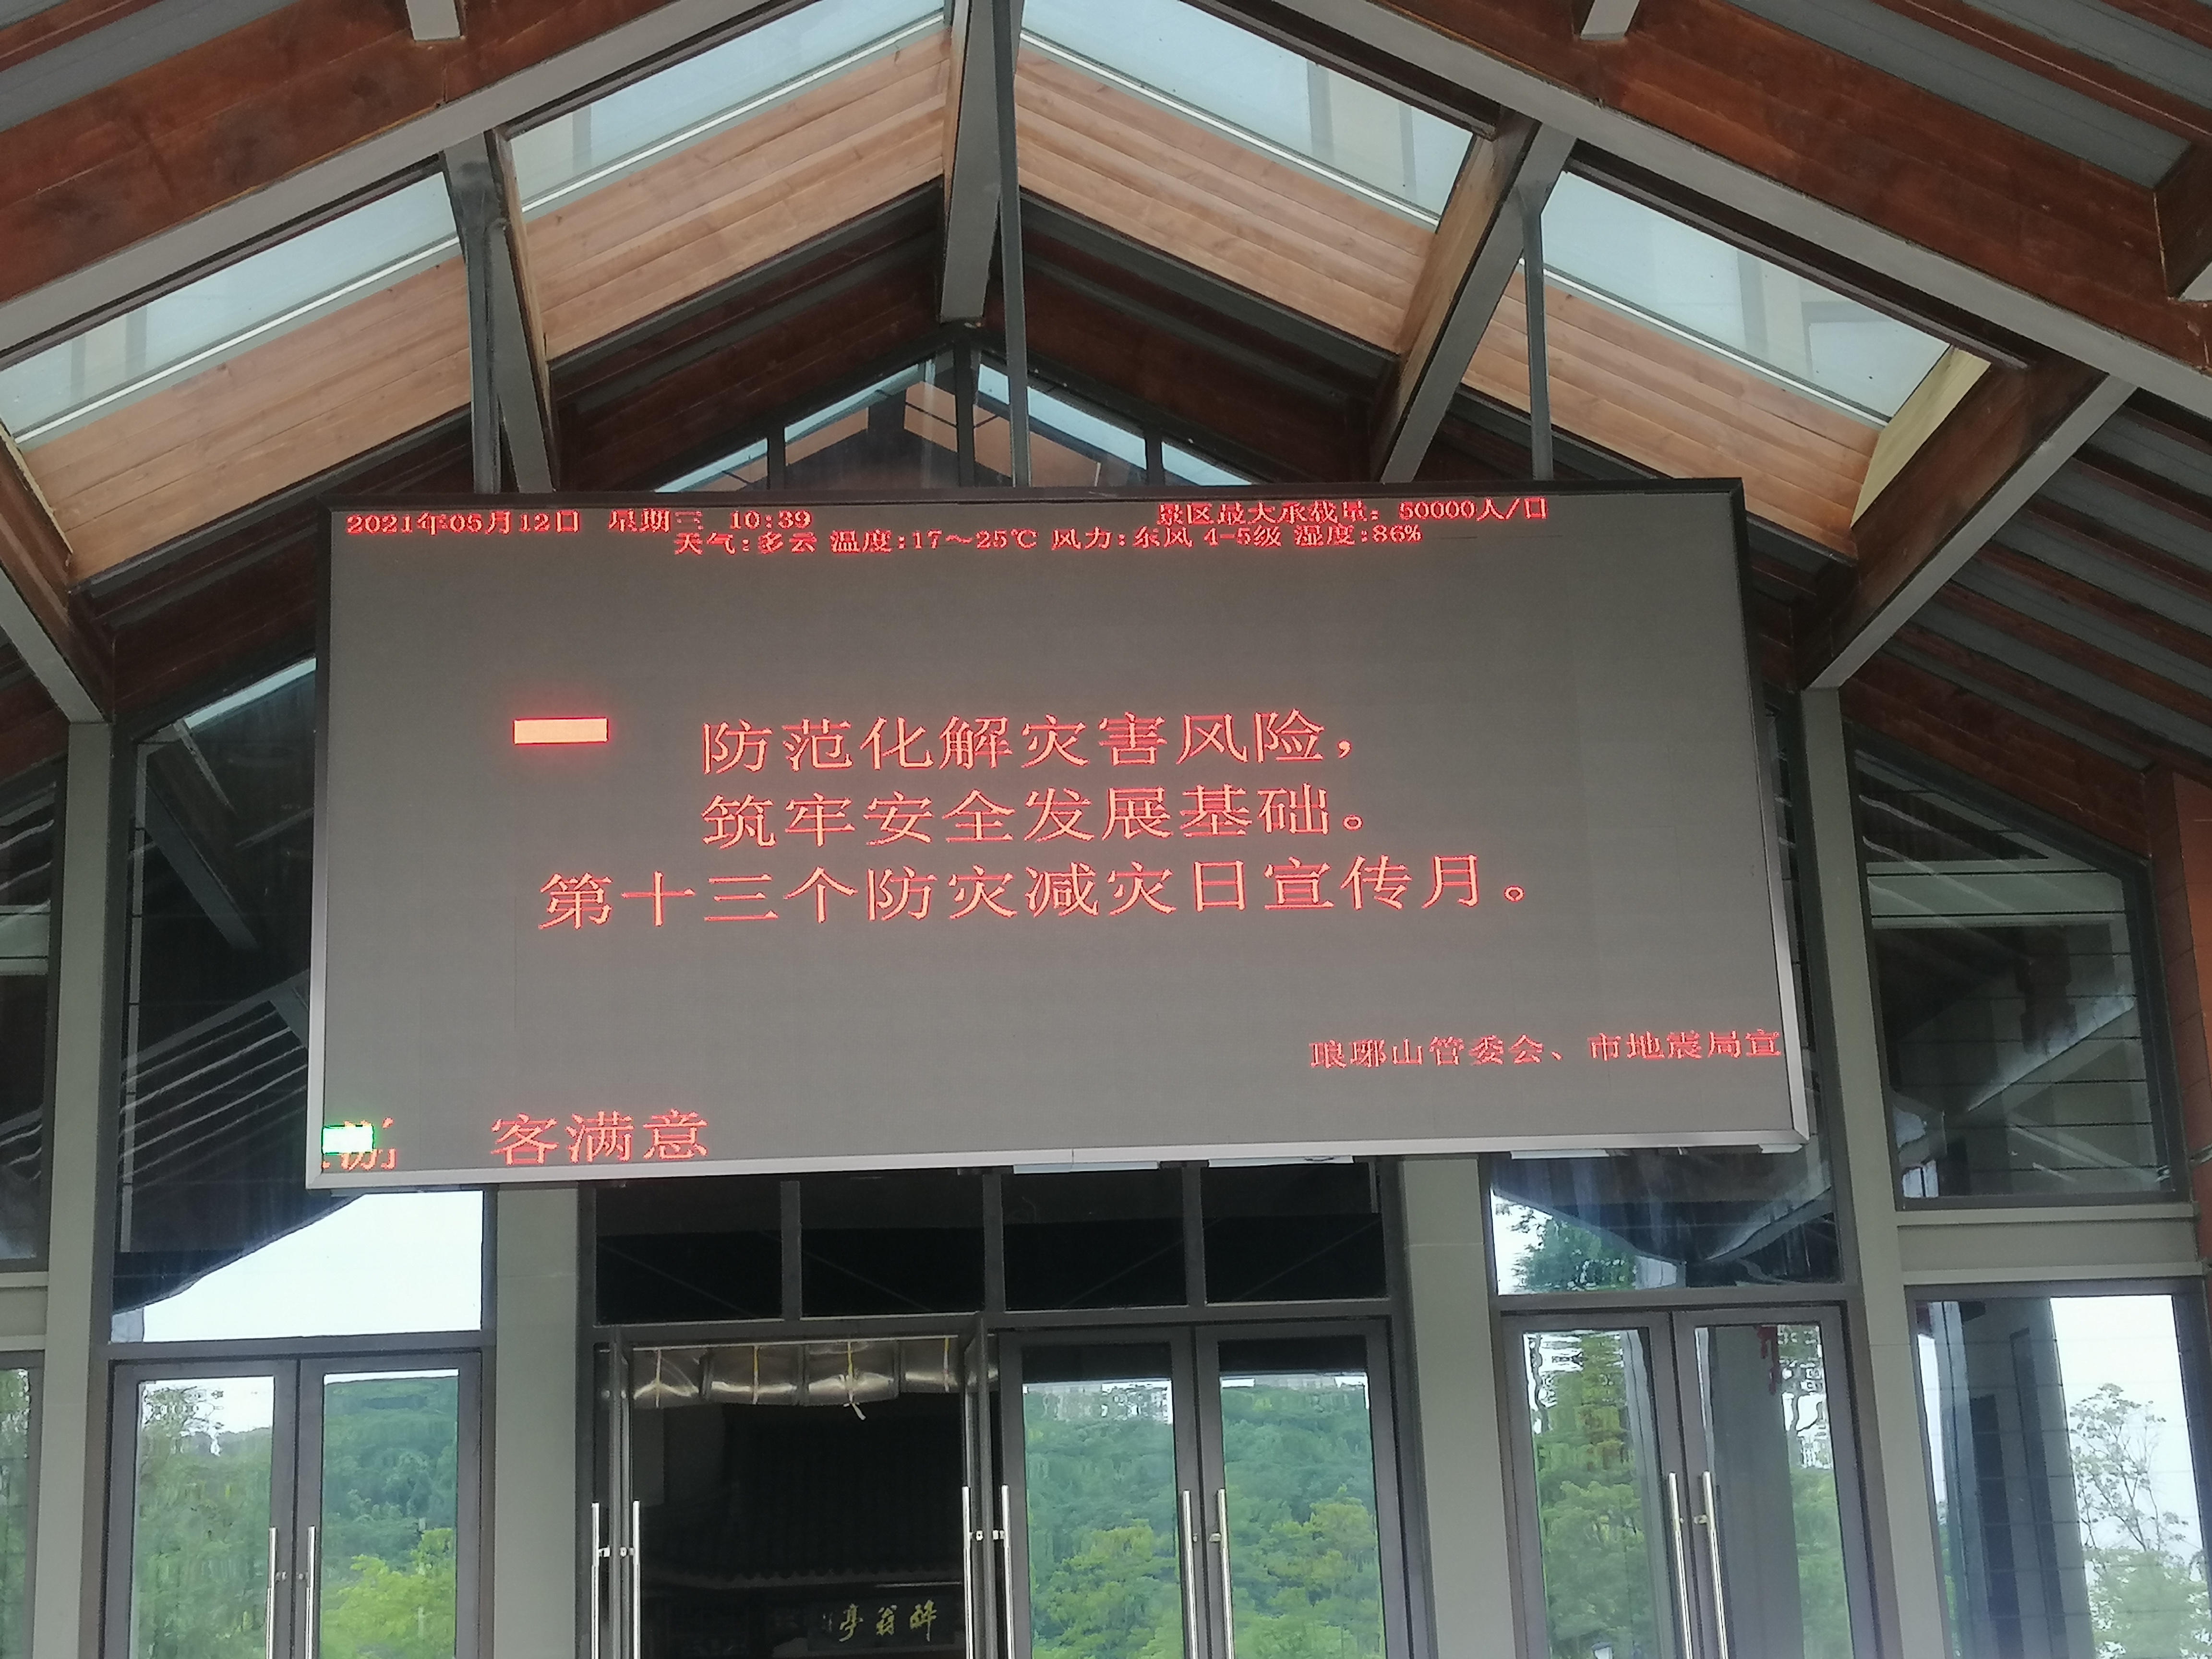 2021年05月12日 星期三 10:39 景区最大承载量：50000人/日
天气:多云 温度:17～25℃ 风力:东风 4-5级 湿度:86%
防范化解灾害风险，
筑牢安全发展基础。
第十三个防灾减灾日宣传月。
琅琊山管委会、市地震局宣
游 客满意
亭翁醉